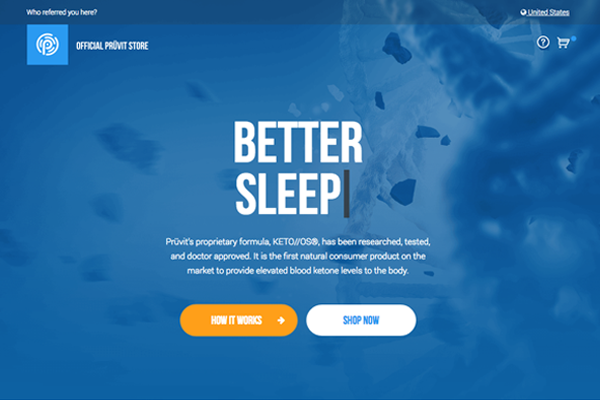 Who referred you here?
United States
OFFICIAL PRÜVIT STORE
BETTER
SLEEP
Prüvit's proprietary formula, KETO//OS®, has been researched, tested,
and doctor approved. It is the first natural consumer product on the
market to provide elevated blood ketone levels to the body.
HOW IT WORKS
SHOP NOW